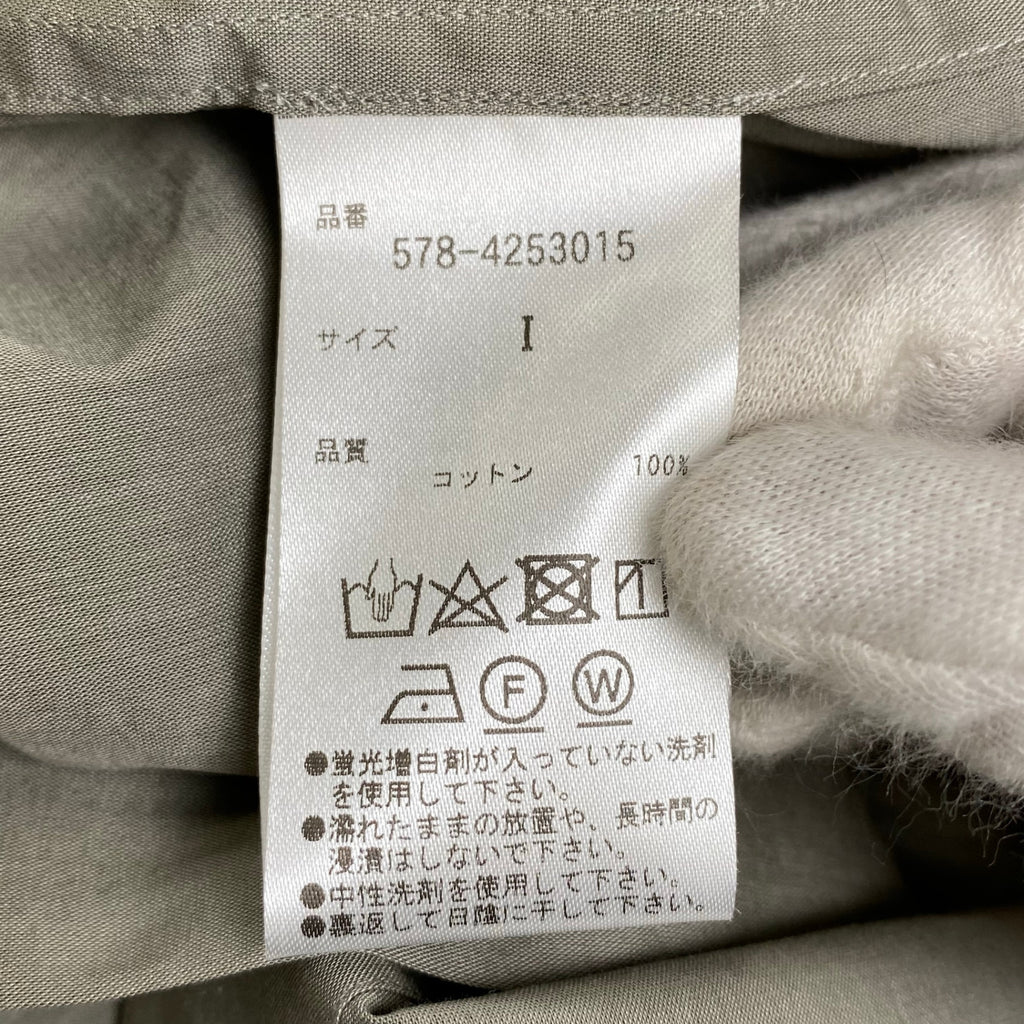 品番
578-4253015
サイズ I
品質
コットン 100%
F W
●蛍光増白剤が入っていない洗剤
を使用して下さい。
●濡れたままの放置や、長時間の
浸漬はしないで下さい。
●中性洗剤を使用して下さい。
●裏返して日陰に干して下さい。